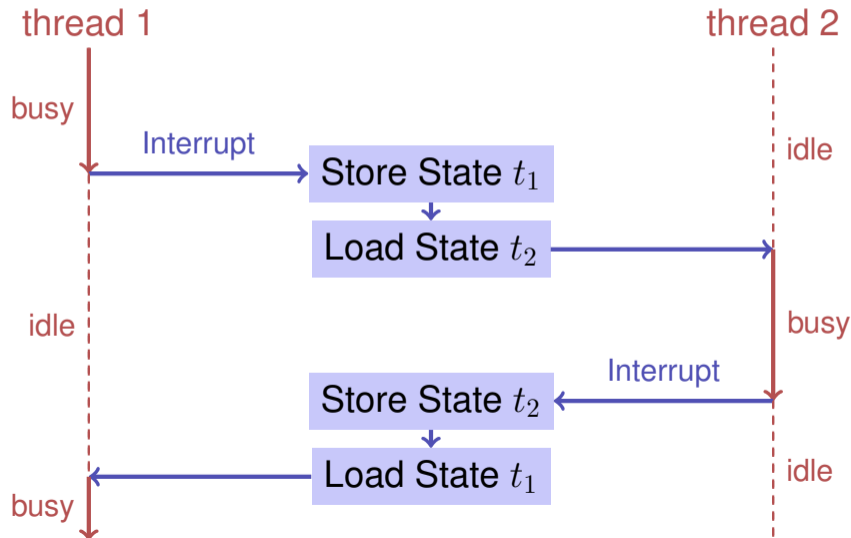 thread 1
thread 2
busy
Interrupt
idle
Store State t₁
Load State t₂
idle
busy
Interrupt
Store State t₂
Load State t₁
idle
busy